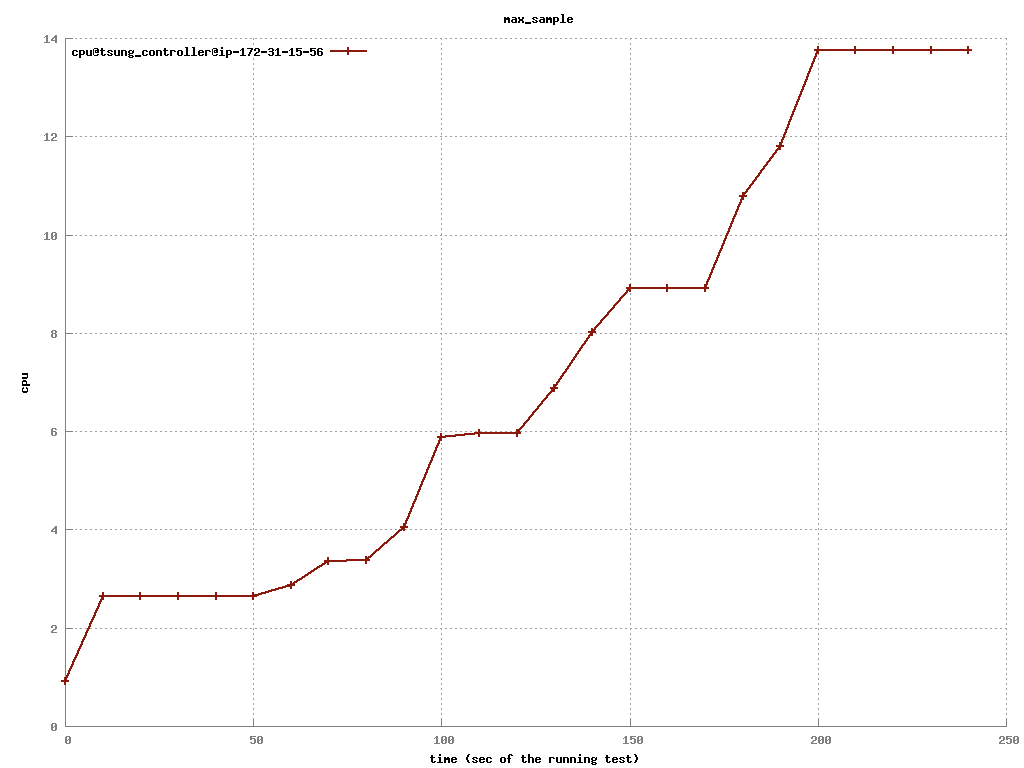 max_sample
cpu@tsung_controller@ip-172-31-15-56
14
12
10
8
6
4
2
0
cpu
0 50 100 150 200 250
time (sec of the running test)